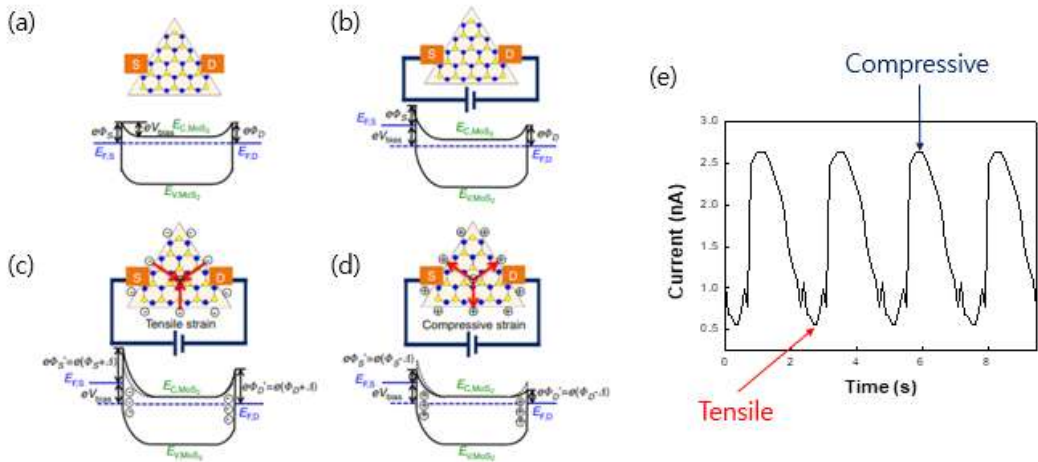 (a)
S D
eΦS eVbias EC,MoS2 eΦD
EF,S EF,D
EV,MoS2
(b)
S D
eΦS EF,S EC,MoS2
eVbias eΦD
EF,D
EV,MoS2
(c)
S D
Tensile strain
eΦS'=e(ΦS+Δ)
EF,S EC,MoS2 eΦD'=e(ΦD+Δ)
eVbias
EF,D
EV,MoS2
(d)
S D
Compressive strain
eΦS'=e(ΦS-Δ)
EF,S EC,MoS2 eΦD'=e(ΦD-Δ)
eVbias
EF,D
EV,MoS2
(e)
Compressive
3.0
2.5
2.0
1.5
1.0
0.5
Current (nA)
0 2 4 6 8
Time (s)
Tensile